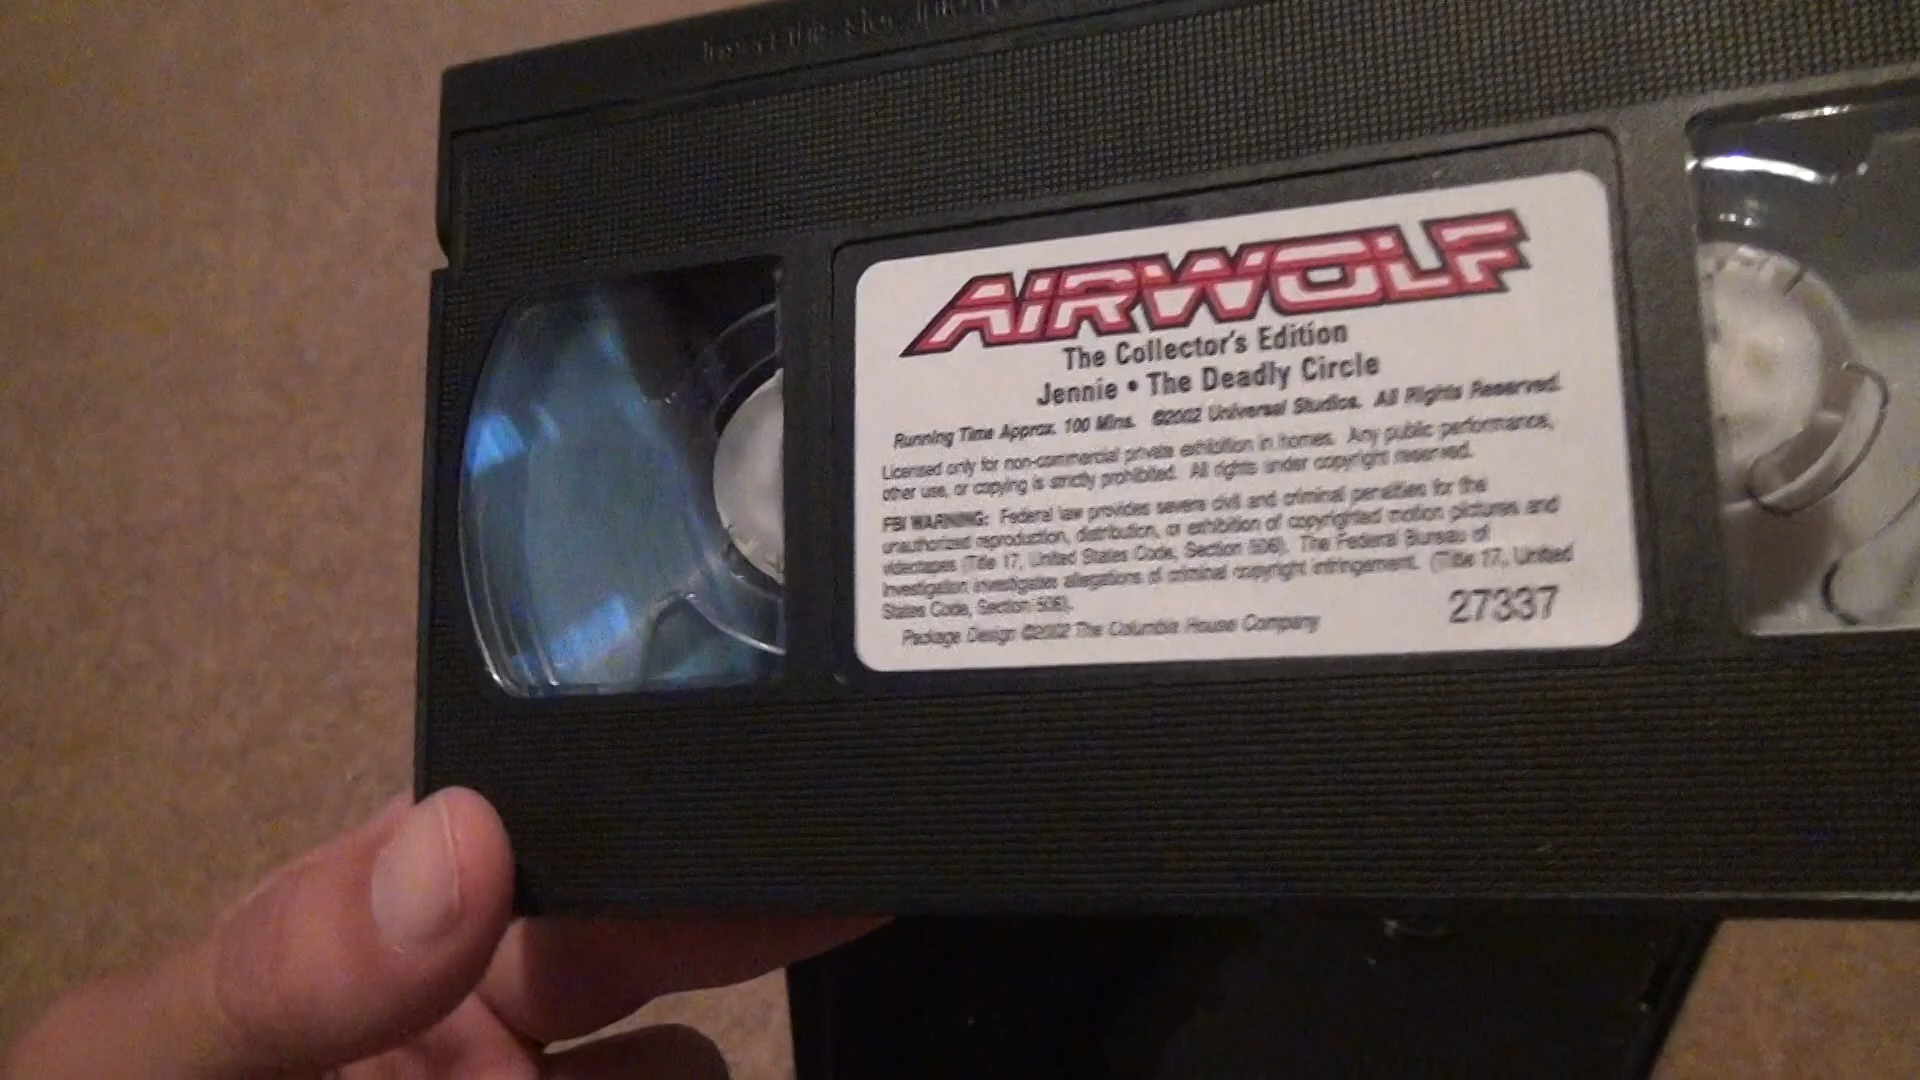 AIRWOLF
The Collector's Edition
Jennie • The Deadly Circle
Running Time Approx. 100 Mins. ©2002 Universal Studios. All Rights Reserved.
Licensed only for non-commercial private exhibition in homes. Any public performance,
other use, or copying is strictly prohibited. All rights under copyright reserved.
FBI WARNING: Federal law provides severe civil and criminal penalties for the
unauthorized reproduction, distribution, or exhibition of copyrighted motion pictures and
videotapes (Title 17, United States Code, Section 506). The Federal Bureau of
Investigation investigates allegations of criminal copyright infringement. (Title 17, United
States Code, Section 506).
Package Design ©2002 The Columbia House Company
27337